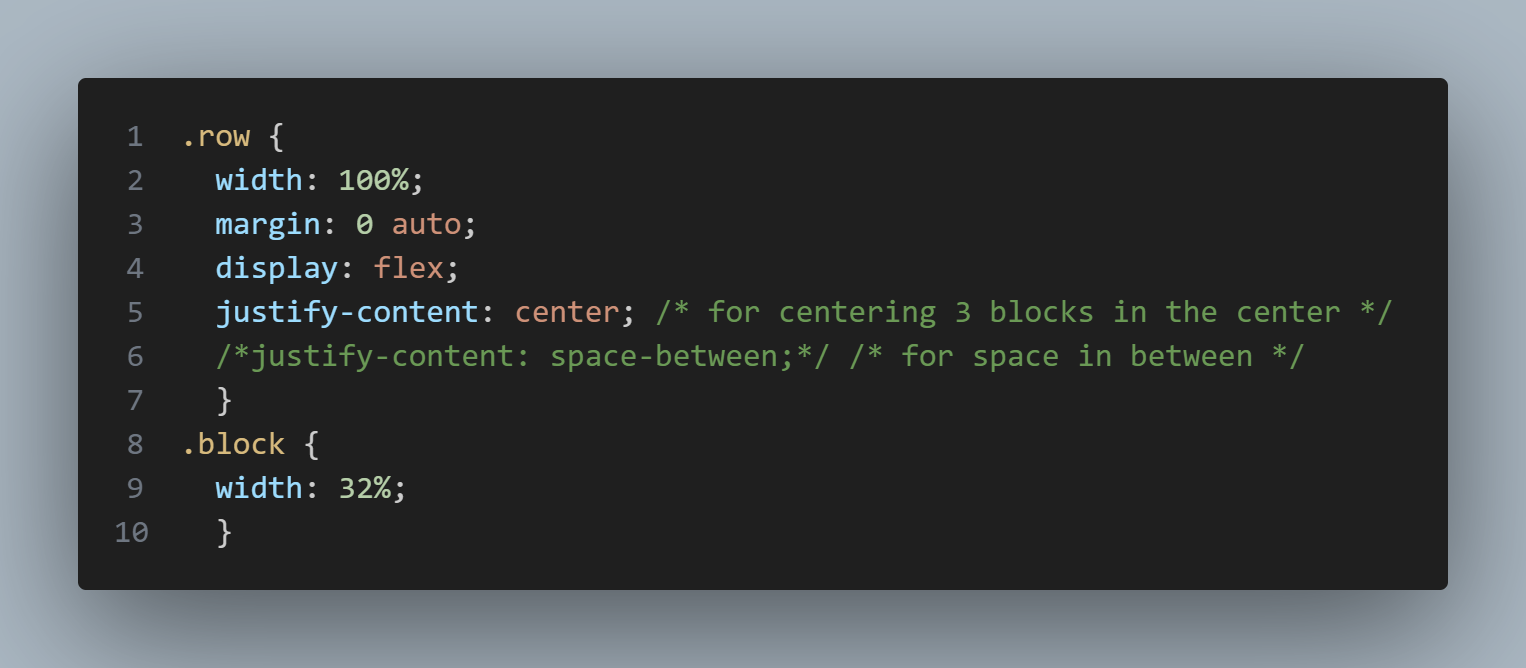 1 .row {
2   width: 100%;
3   margin: 0 auto;
4   display: flex;
5   justify-content: center; /* for centering 3 blocks in the center */
6   /*justify-content: space-between;*/ /* for space in between */
7   }
8 .block {
9   width: 32%;
10   }